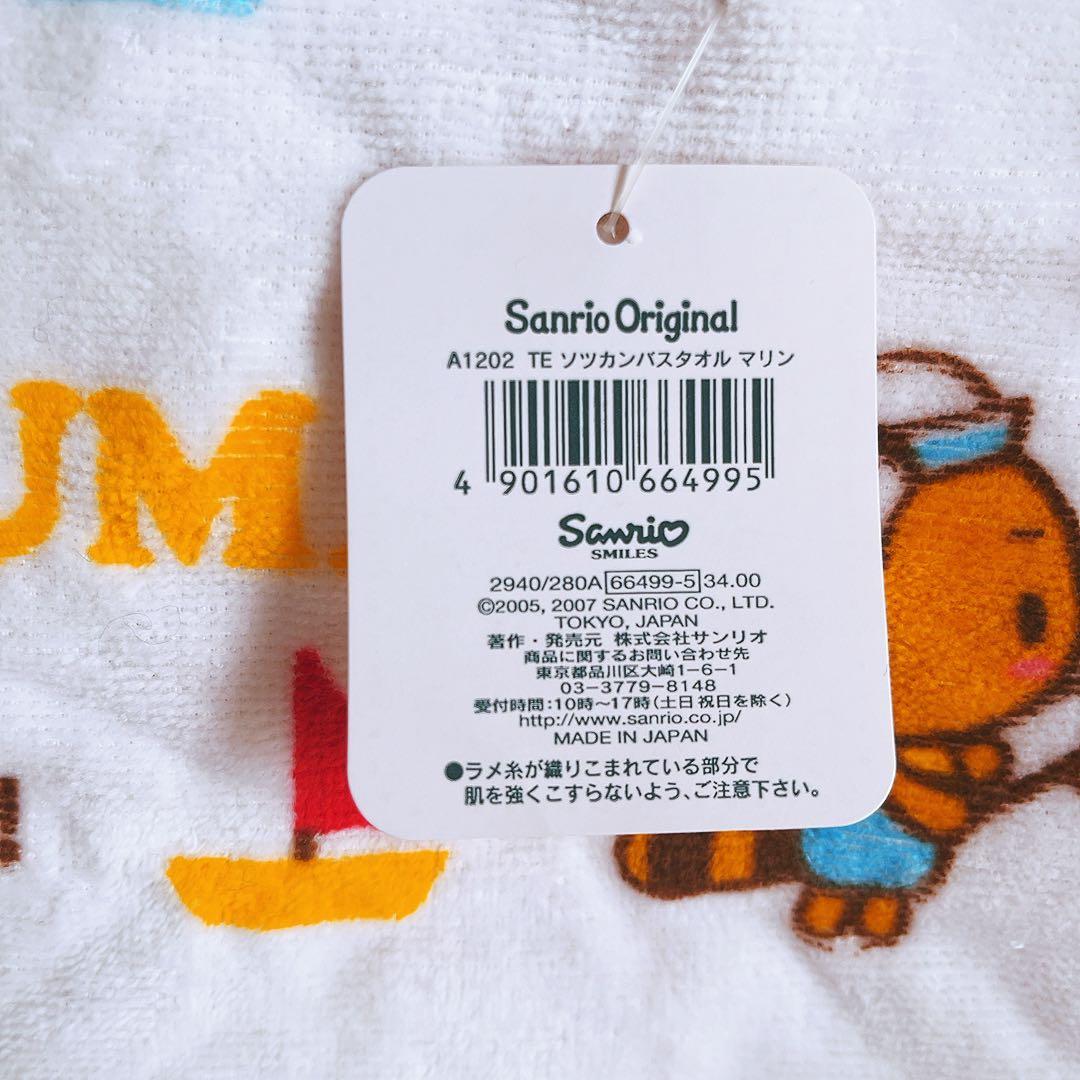 UM
Sanrio Original
A1202 TE ソツカンバスタオル マリン
4 901610 664995
Sanrio
SMILES
2940/280A 66499-5 34.00
©2005, 2007 SANRIO CO., LTD.
TOKYO, JAPAN
著作・発売元 株式会社サンリオ
商品に関するお問い合わせ先
東京都品川区大崎1-6-1
03-3779-8148
受付時間:10時〜17時(土日祝日を除く)
http://www.sanrio.co.jp/
MADE IN JAPAN
●ラメ糸が織りこまれている部分で
肌を強くこすらないよう、ご注意下さい。